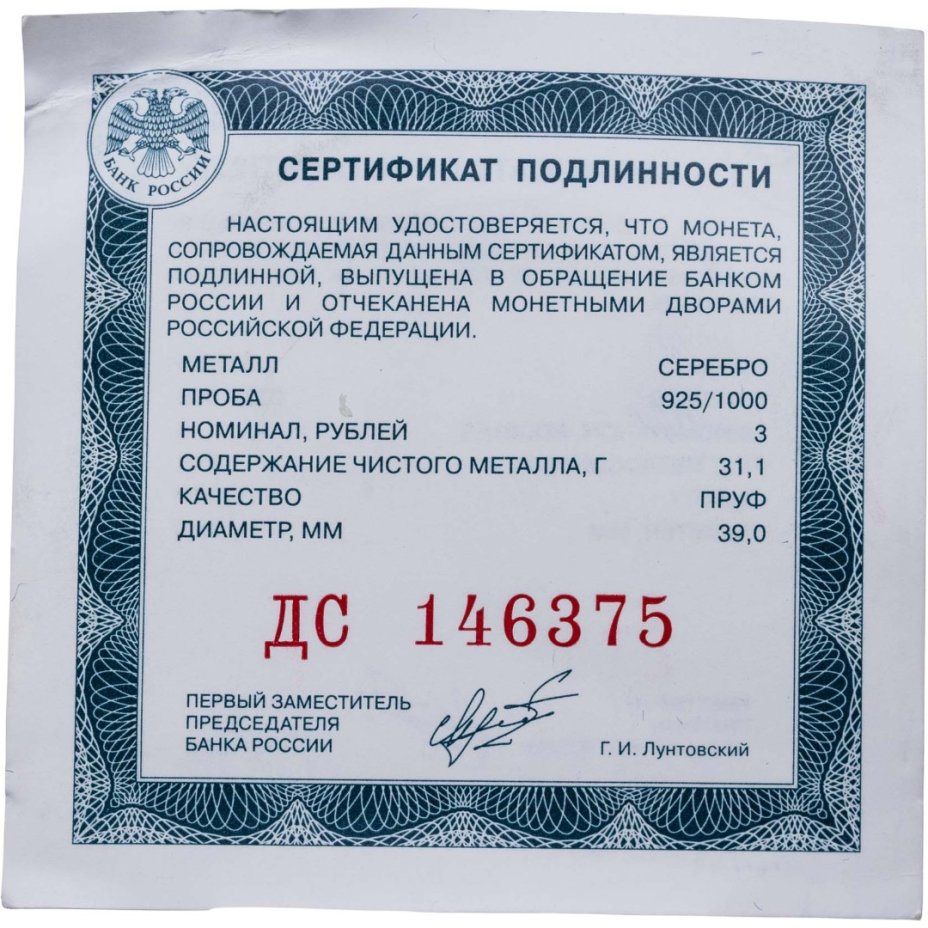 БАНК РОССИИ
СЕРТИФИКАТ ПОДЛИННОСТИ
НАСТОЯЩИМ УДОСТОВЕРЯЕТСЯ, ЧТО МОНЕТА,
СОПРОВОЖДАЕМАЯ ДАННЫМ СЕРТИФИКАТОМ, ЯВЛЯЕТСЯ
ПОДЛИННОЙ, ВЫПУЩЕНА В ОБРАЩЕНИЕ БАНКОМ
РОССИИ И ОТЧЕКАНЕНА МОНЕТНЫМИ ДВОРАМИ
РОССИЙСКОЙ ФЕДЕРАЦИИ.
МЕТАЛЛ СЕРЕБРО
ПРОБА 925/1000
НОМИНАЛ, РУБЛЕЙ 3
СОДЕРЖАНИЕ ЧИСТОГО МЕТАЛЛА, Г 31,1
КАЧЕСТВО ПРУФ
ДИАМЕТР, ММ 39,0
ДС 146375
ПЕРВЫЙ ЗАМЕСТИТЕЛЬ
ПРЕДСЕДАТЕЛЯ
БАНКА РОССИИ Г. И. Лунтовский